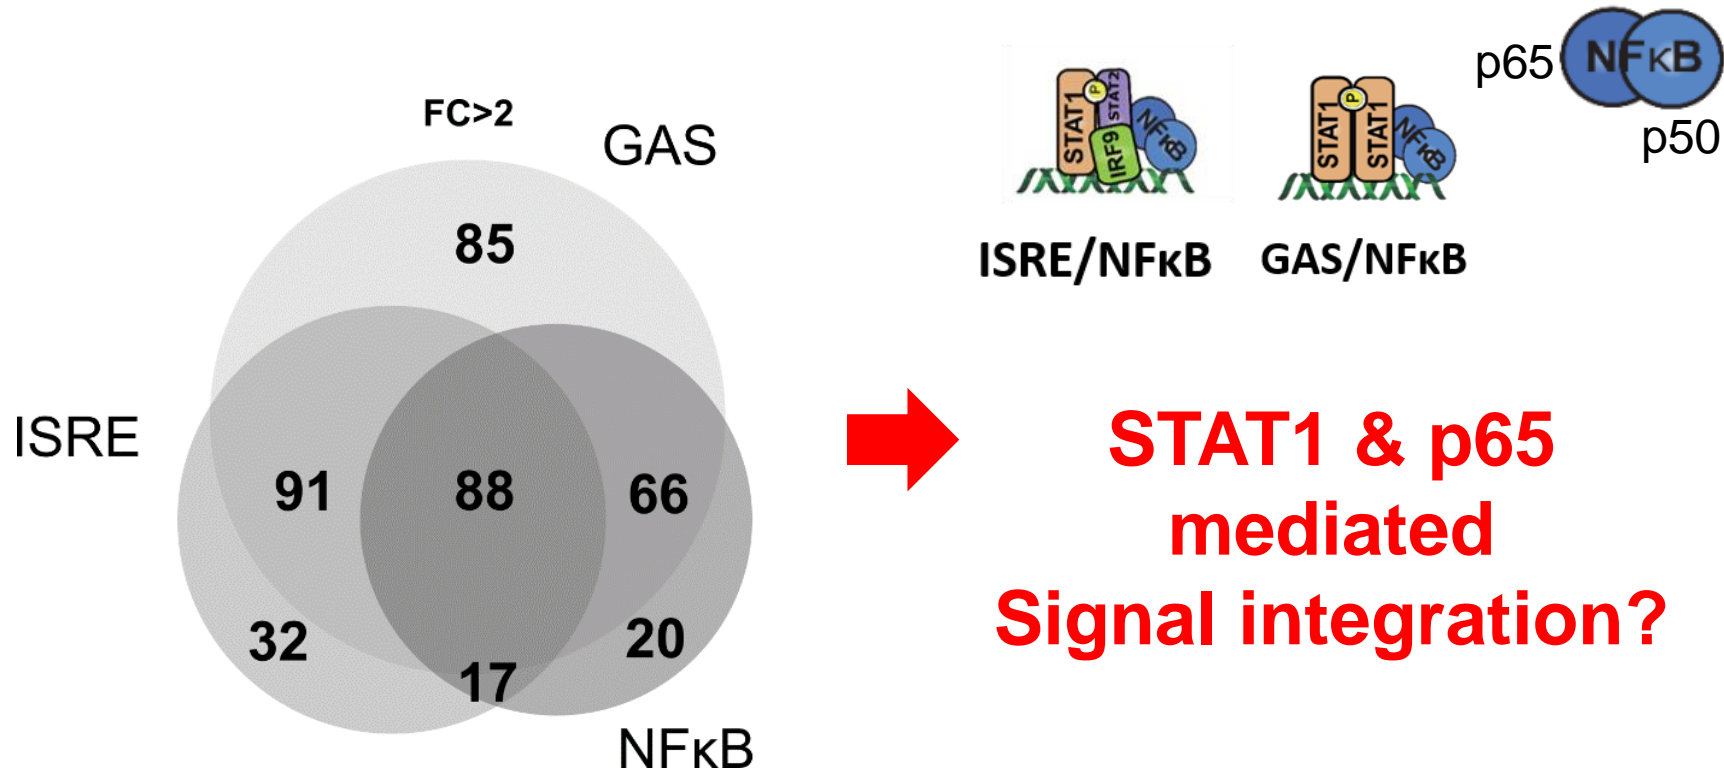 FC>2
GAS
85
ISRE
91
88
66
32
17
20
NFκB
STAT1
P
STAT2
IRF9
NFκB
ISRE/NFκB
STAT1
P
STAT1
NFκB
GAS/NFκB
p65
NFκB
p50
STAT1 & p65
mediated
Signal integration?